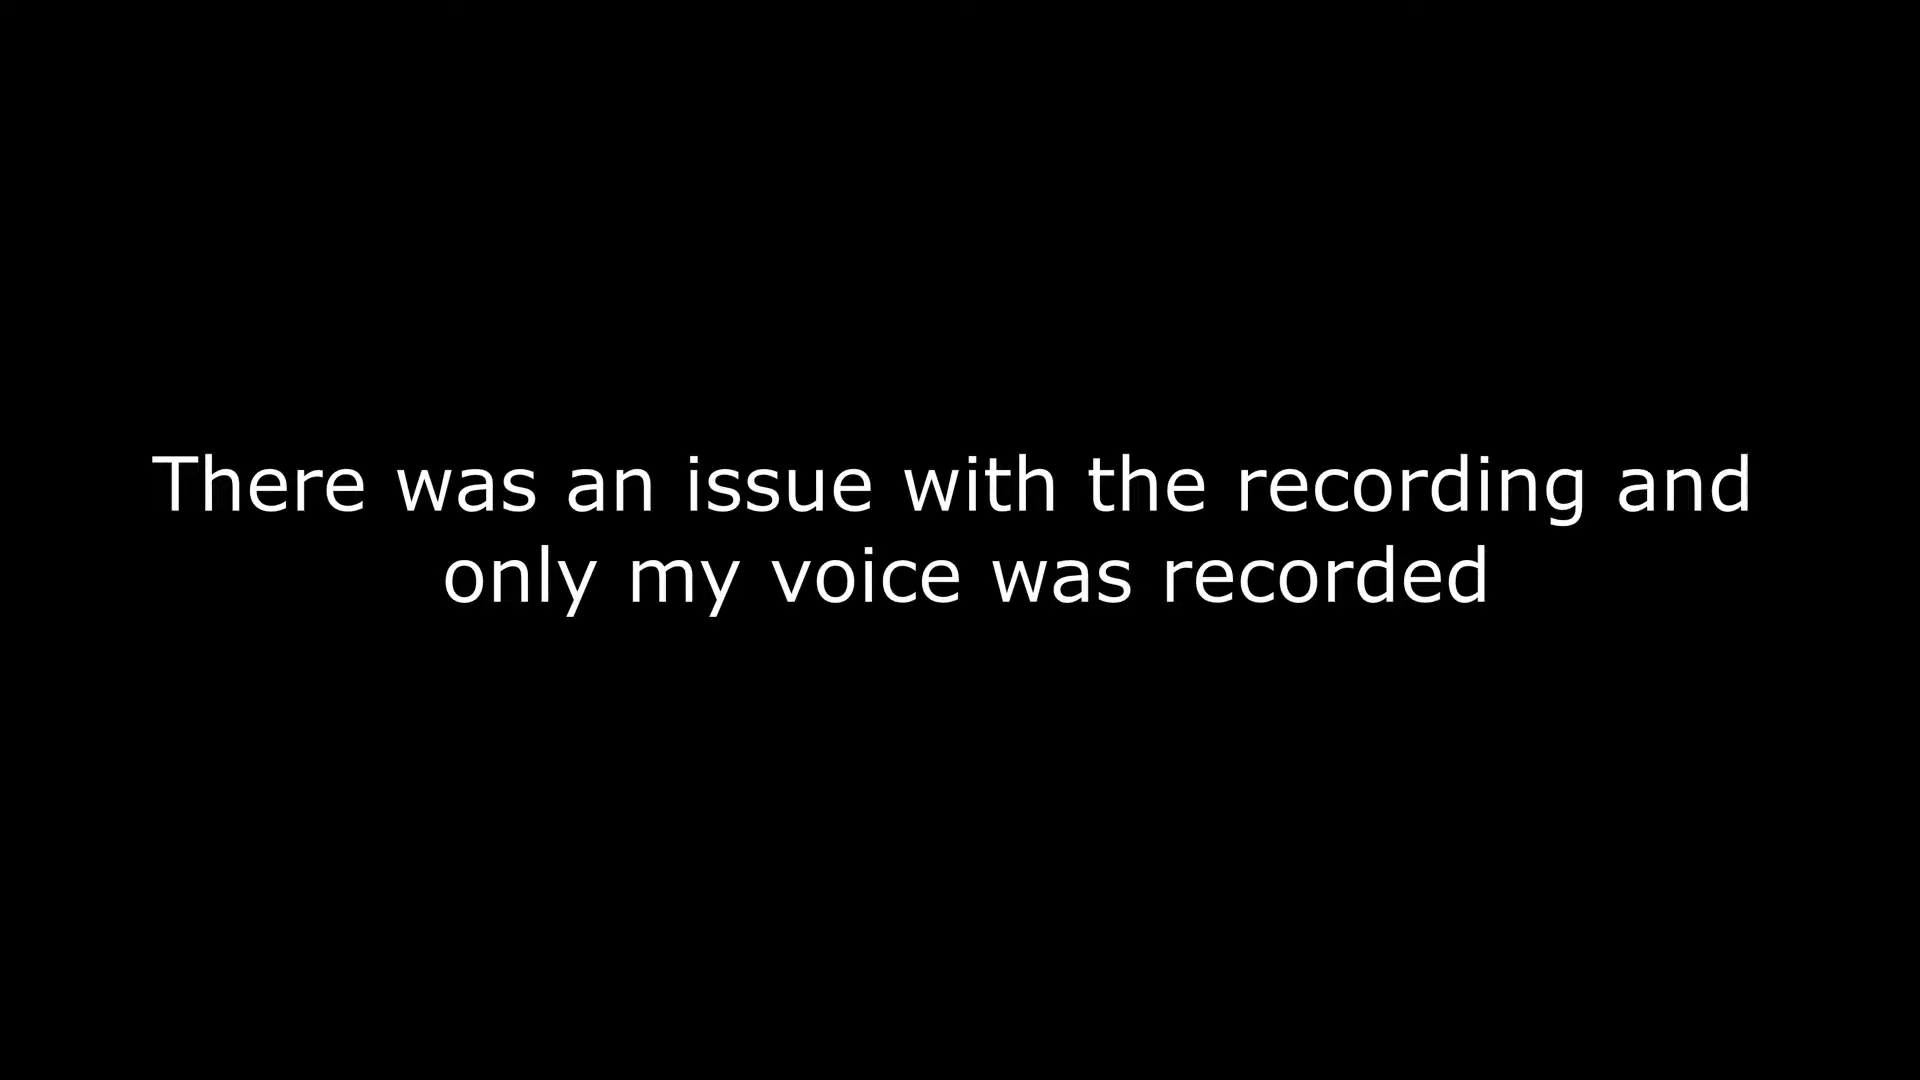 There was an issue with the recording and
only my voice was recorded